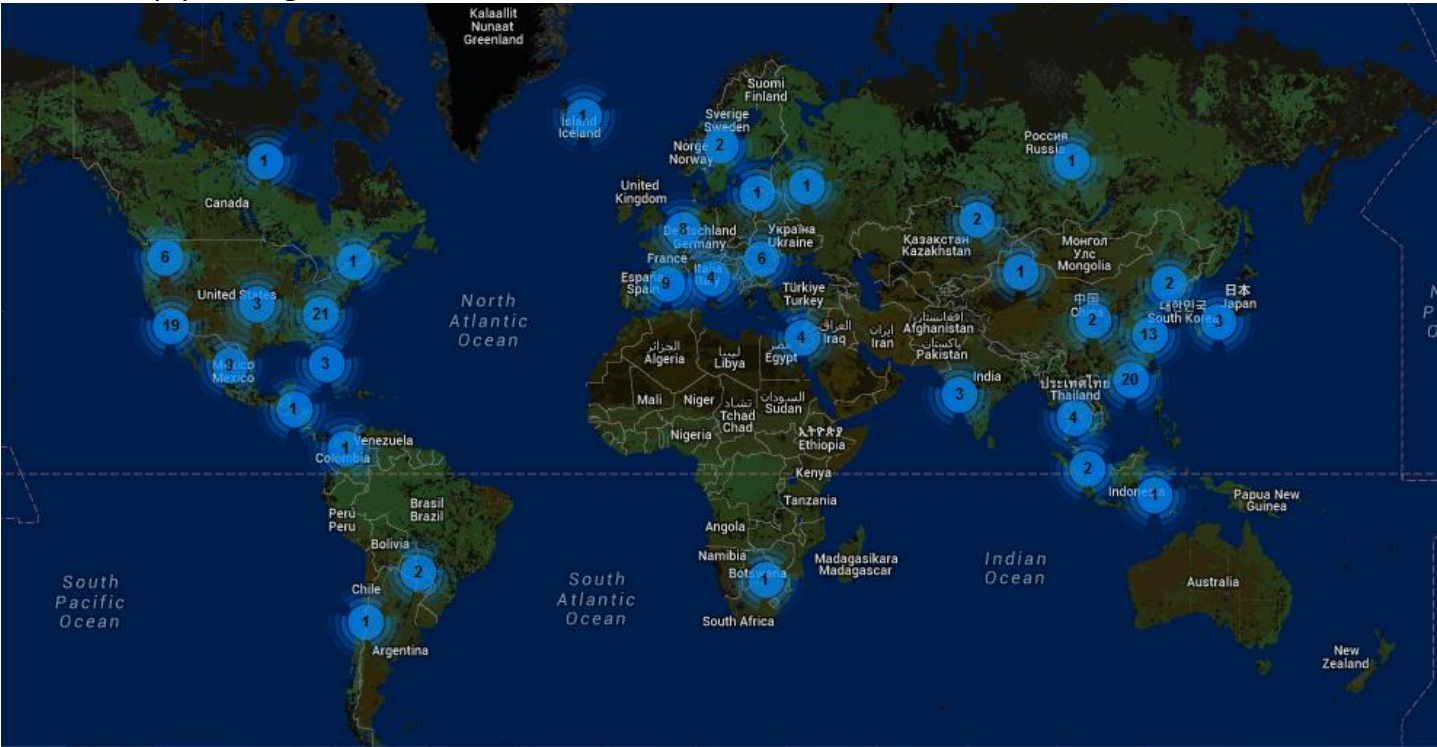 Kalaallit
Nunaat
Greenland
Suomi
Finland
1
Ísland
Iceland
Sverige
Sweden
Россия
Russia
Norge
Norway
2
1
1
United
Kingdom
1
1
Canada
2
8
Deutschland
Germany
Україна
Ukraine
Қазақстан
Kazakhstan
Монгол
Улс
Mongolia
6
1
France
6
1
España
Spain
9
Italia
Italy
4
Türkiye
Turkey
2
日本
Japan
United States
3
North
Atlantic
Ocean
中国
China
2
대한민국
South Korea
3
21
19
13
افغانستان
Afghanistan
العراق
Iraq
ایران
Iran
پاکستان
Pakistan
4
مصر
Egypt
الجزائر
Algeria
ليبيا
Libya
México
Mexico
3
India
3
20
ประเทศไทย
Thailand
4
Mali
Niger
تشاد
Tchad
Chad
السودان
Sudan
1
Nigeria
ኢትዮጵያ
Ethiopia
1
Venezuela
Colombia
Kenya
2
Indonesia
1
Papua New
Guinea
Tanzania
Brasil
Brazil
Perú
Peru
Angola
Bolivia
Namibia
Botswana
1
Madagasikara
Madagascar
Indian
Ocean
2
South
Pacific
Ocean
Chile
South
Atlantic
Ocean
Australia
1
South Africa
Argentina
New
Zealand